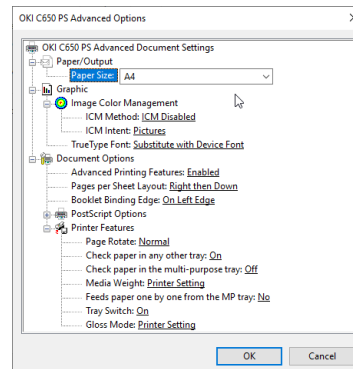 OKI C650 PS Advanced Options
OKI C650 PS Advanced Document Settings
Paper/Output
Paper Size: A4
Graphic
Image Color Management
ICM Method: ICM Disabled
ICM Intent: Pictures
TrueType Font: Substitute with Device Font
Document Options
Advanced Printing Features: Enabled
Pages per Sheet Layout: Right then Down
Booklet Binding Edge: On Left Edge
PostScript Options
Printer Features
Page Rotate: Normal
Check paper in any other tray: On
Check paper in the multi-purpose tray: Off
Media Weight: Printer Setting
Feeds paper one by one from the MP tray: No
Tray Switch: On
Gloss Mode: Printer Setting
OK
Cancel